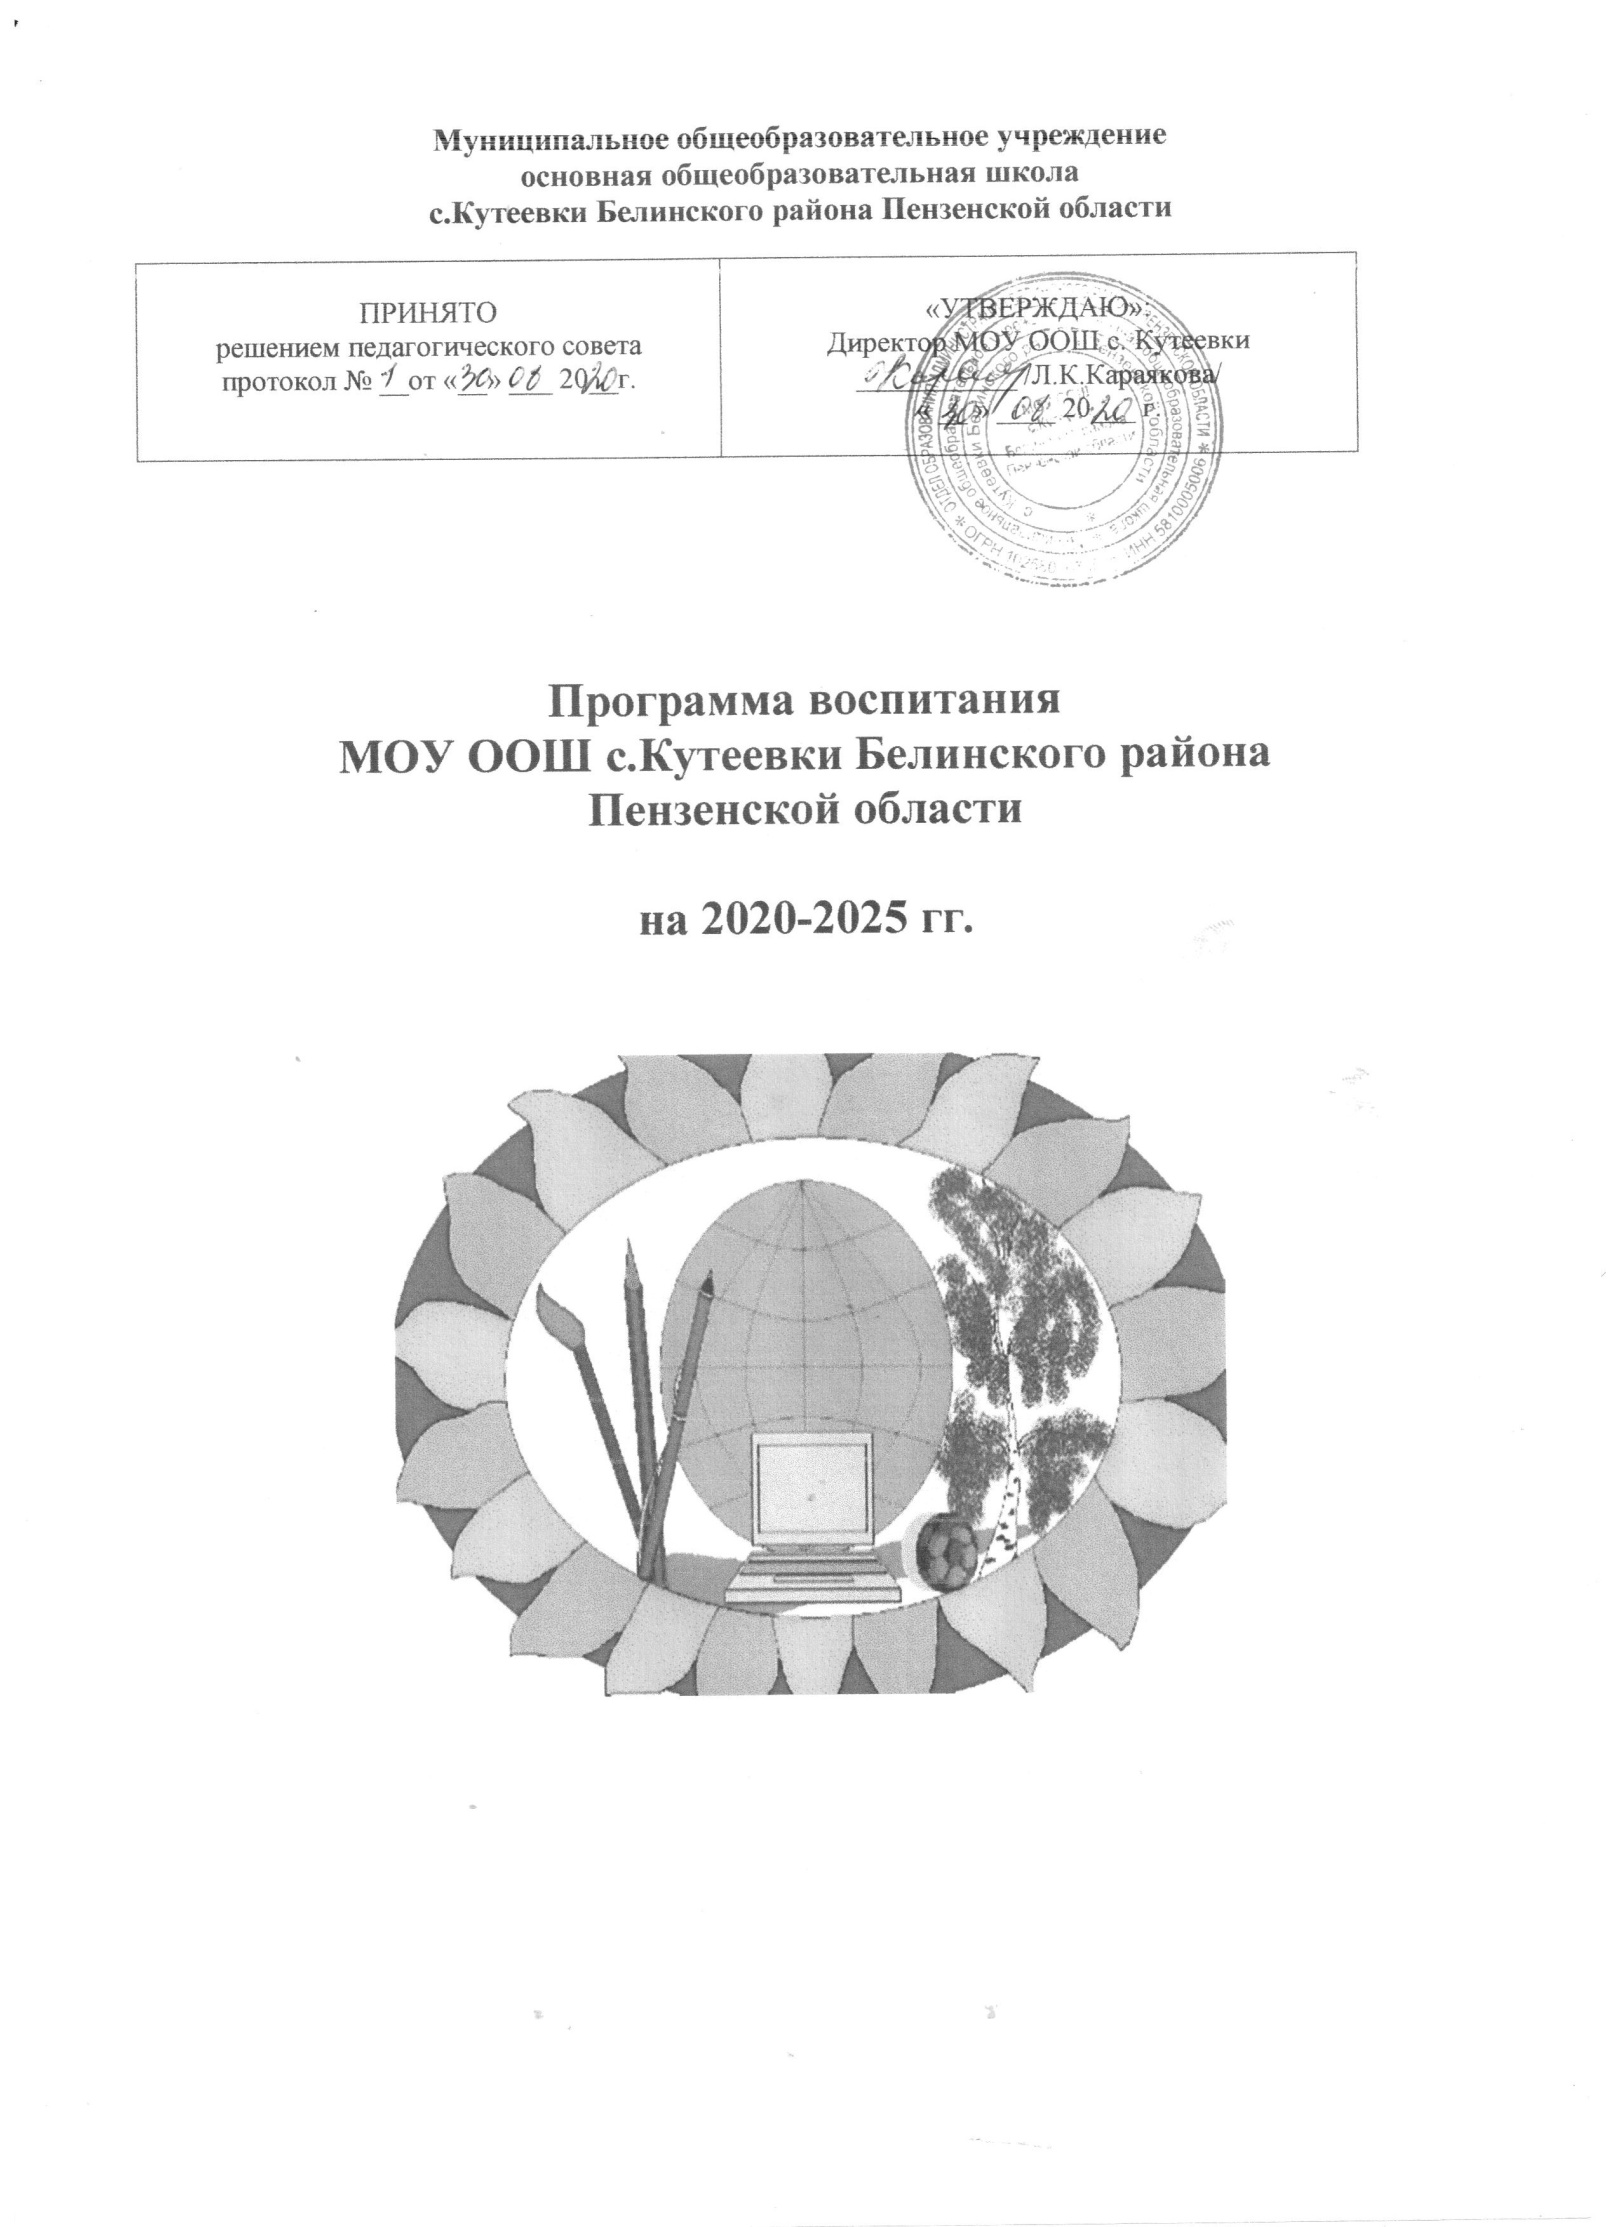 Муниципальное общеобразовательное учреждение
основная общеобразовательная школа
с.Кутеевки Белинского района Пензенской области
ПРИНЯТО
решением педагогического совета
протокол № 1 от «30» 08 2020г.
«УТВЕРЖДАЮ»:
Директор МОУ ООШ с. Кутеевки
/Л.К.Караякова/
«30» 08 2020 г.
ИНН 5810005006
Программа воспитания
МОУ ООШ с.Кутеевки Белинского района
Пензенской области
на 2020-2025 гг.